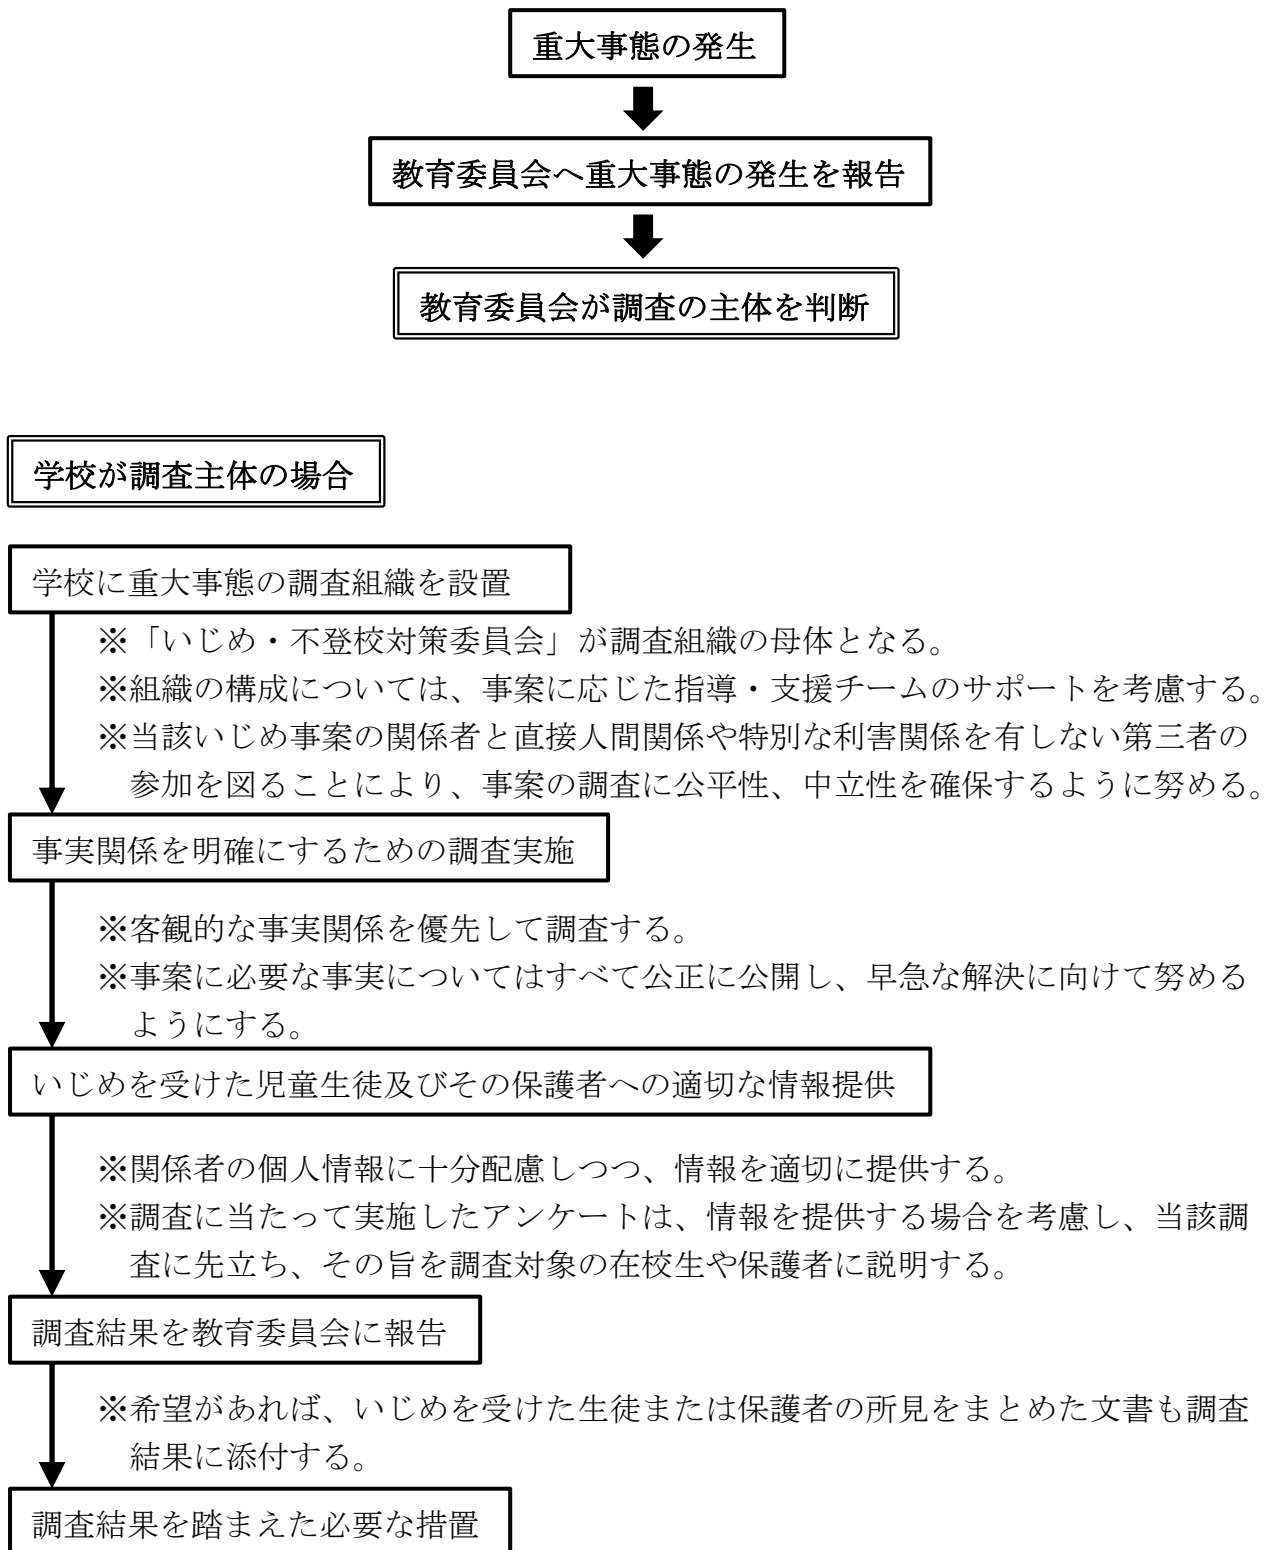 重大事態の発生
教育委員会へ重大事態の発生を報告
教育委員会が調査の主体を判断
学校が調査主体の場合
学校に重大事態の調査組織を設置
※「いじめ・不登校対策委員会」が調査組織の母体となる。
※組織の構成については、事案に応じた指導・支援チームのサポートを考慮する。
※当該いじめ事案の関係者と直接人間関係や特別な利害関係を有しない第三者の
参加を図ることにより、事案の調査に公平性、中立性を確保するように努める。
事実関係を明確にするための調査実施
※客観的な事実関係を優先して調査する。
※事案に必要な事実についてはすべて公正に公開し、早急な解決に向けて努める
ようにする。
いじめを受けた児童生徒及びその保護者への適切な情報提供
※関係者の個人情報に十分配慮しつつ、情報を適切に提供する。
※調査に当たって実施したアンケートは、情報を提供する場合を考慮し、当該調
査に先立ち、その旨を調査対象の在校生や保護者に説明する。
調査結果を教育委員会に報告
※希望があれば、いじめを受けた生徒または保護者の所見をまとめた文書も調査
結果に添付する。
調査結果を踏まえた必要な措置